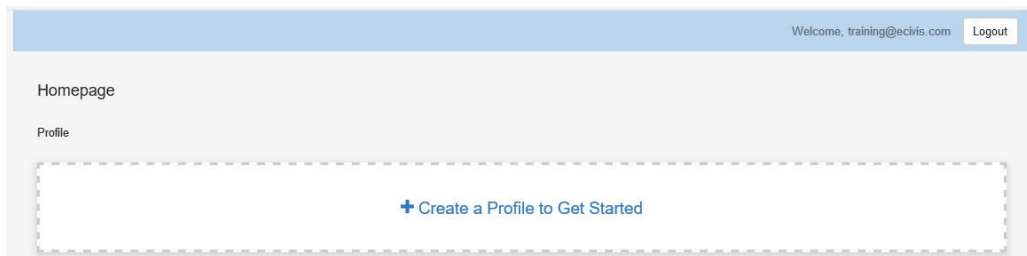 Welcome, training@ecivis.com Logout
Homepage
Profile
+ Create a Profile to Get Started